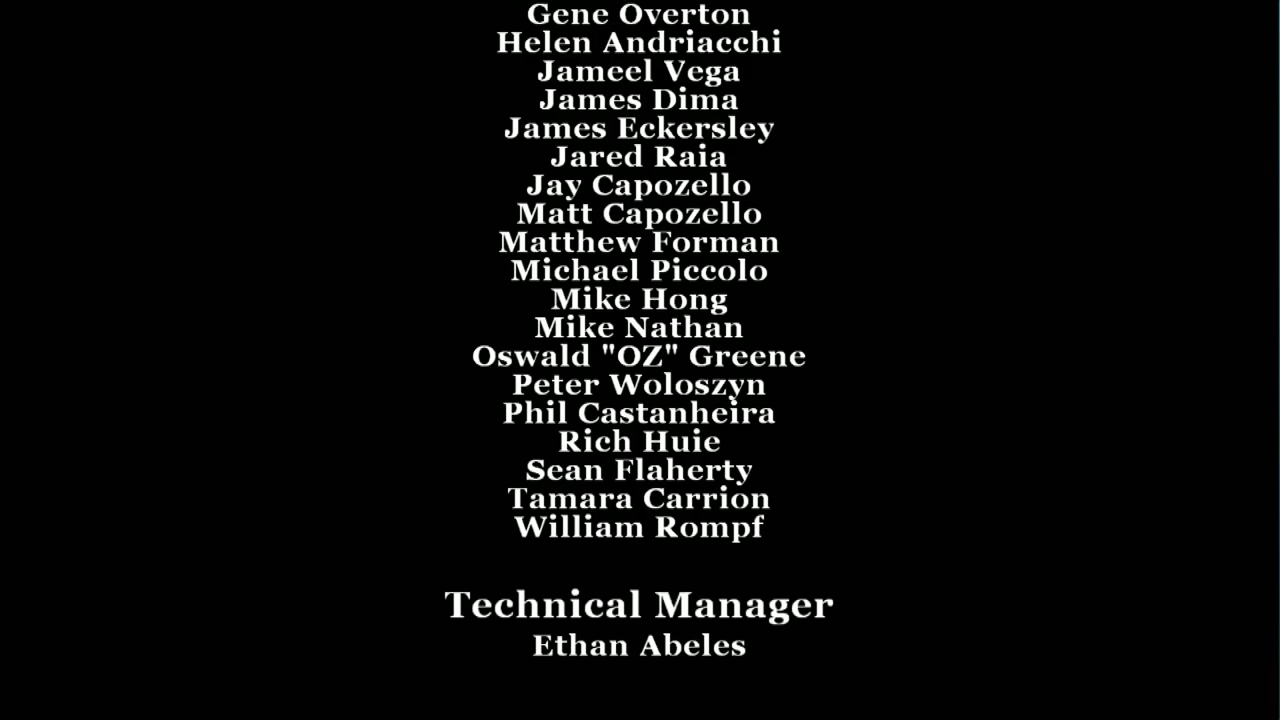 Gene Overton
Helen Andriacchi
Jameel Vega
James Dima
James Eckersley
Jared Raia
Jay Capozello
Matt Capozello
Matthew Forman
Michael Piccolo
Mike Hong
Mike Nathan
Oswald "OZ" Greene
Peter Woloszyn
Phil Castanheira
Rich Huie
Sean Flaherty
Tamara Carrion
William Rompf
Technical Manager
Ethan Abeles